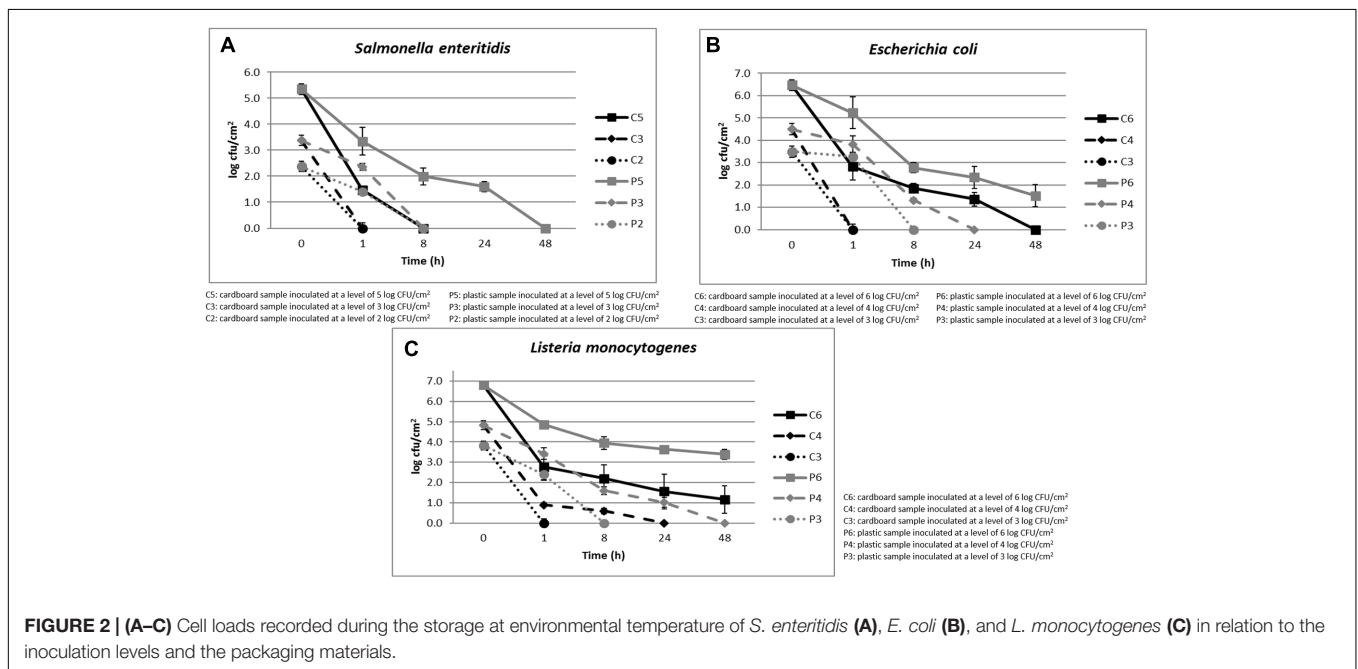 A
Salmonella enteritidis
log cfu/cm²
6.0
5.0
4.0
3.0
2.0
1.0
0.0
0 1 8 24 48
Time (h)
C5
C3
C2
P5
P3
P2
C5: cardboard sample inoculated at a level of 5 log CFU/cm² P5: plastic sample inoculated at a level of 5 log CFU/cm²
C3: cardboard sample inoculated at a level of 3 log CFU/cm² P3: plastic sample inoculated at a level of 3 log CFU/cm²
C2: cardboard sample inoculated at a level of 2 log CFU/cm² P2: plastic sample inoculated at a level of 2 log CFU/cm²
B
Escherichia coli
log cfu/cm²
7.0
6.0
5.0
4.0
3.0
2.0
1.0
0.0
0 1 8 24 48
Time (h)
C6
C4
C3
P6
P4
P3
C6: cardboard sample inoculated at a level of 6 log CFU/cm² P6: plastic sample inoculated at a level of 6 log CFU/cm²
C4: cardboard sample inoculated at a level of 4 log CFU/cm² P4: plastic sample inoculated at a level of 4 log CFU/cm²
C3: cardboard sample inoculated at a level of 3 log CFU/cm² P3: plastic sample inoculated at a level of 3 log CFU/cm²
C
Listeria monocytogenes
log cfu/cm²
7.0
6.0
5.0
4.0
3.0
2.0
1.0
0.0
0 1 8 24 48
Time (h)
C6
C4
C3
P6
P4
P3
C6: cardboard sample inoculated at a level of 6 log CFU/cm²
C4: cardboard sample inoculated at a level of 4 log CFU/cm²
C3: cardboard sample inoculated at a level of 3 log CFU/cm²
P6: plastic sample inoculated at a level of 6 log CFU/cm²
P4: plastic sample inoculated at a level of 4 log CFU/cm²
P3: plastic sample inoculated at a level of 3 log CFU/cm²
FIGURE 2 | (A–C) Cell loads recorded during the storage at environmental temperature of S. enteritidis (A), E. coli (B), and L. monocytogenes (C) in relation to the
inoculation levels and the packaging materials.